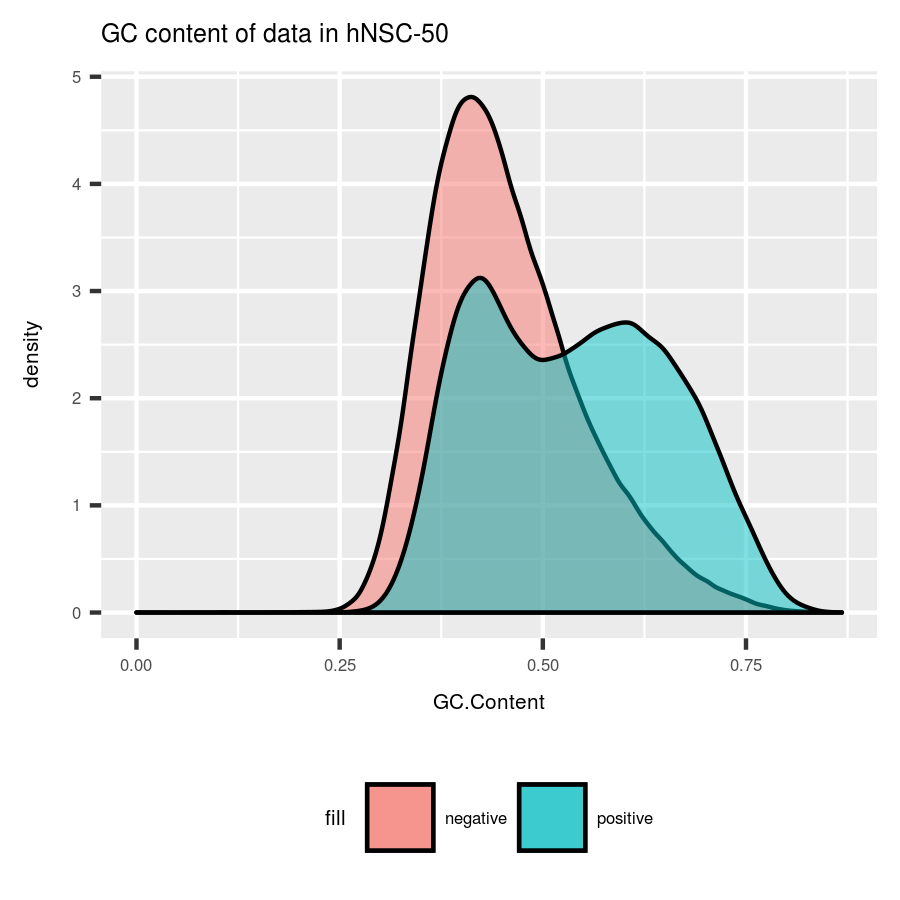 GC content of data in hNSC-50
5
4
3
2
1
0
density
0.00 0.25 0.50 0.75
GC.Content
fill negative positive